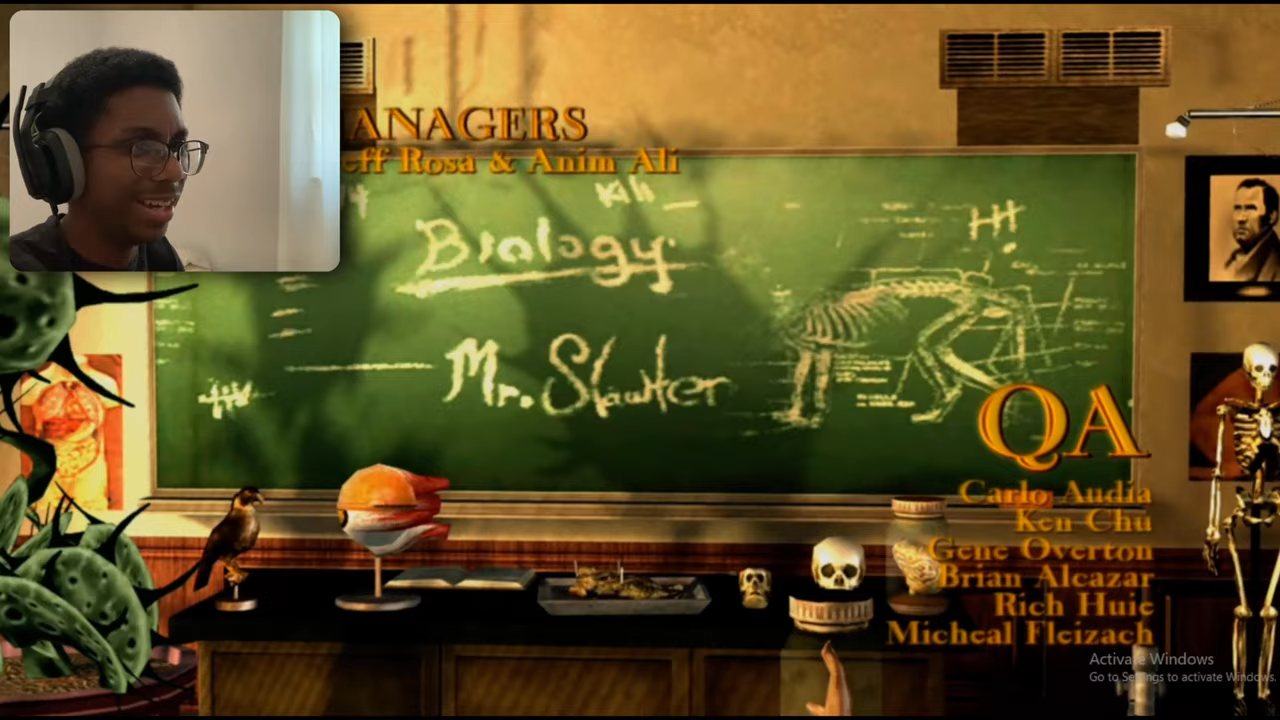 ANAGERS
eff Rosa & Anim Ali
Biology
Mr. Slawter
QA
Carlo Audia
Ken Chu
Gene Overton
Brian Alcazar
Rich Huie
Micheal Fleizach
Activate Windows
Go to Settings to activate Windows.